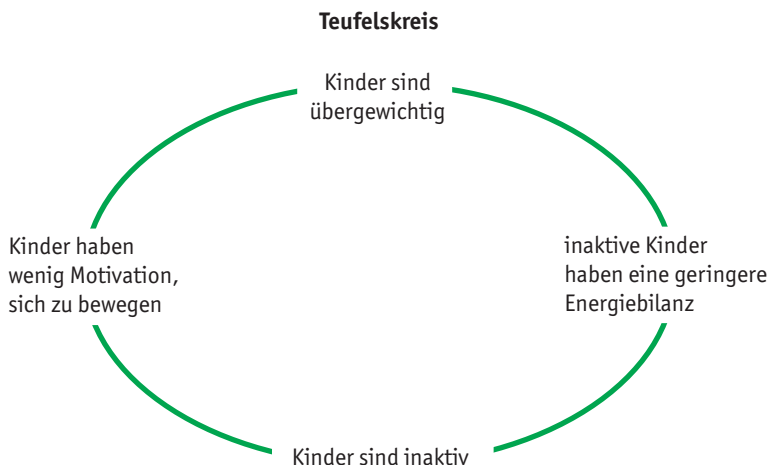 Teufelskreis
Kinder sind
übergewichtig
Kinder haben
wenig Motivation,
sich zu bewegen
inaktive Kinder
haben eine geringere
Energiebilanz
Kinder sind inaktiv